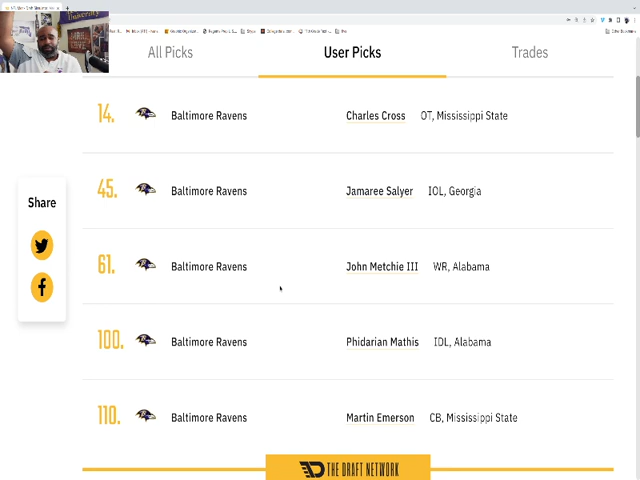 All Picks
User Picks
Trades
14. Baltimore Ravens Charles Cross OT, Mississippi State
45. Baltimore Ravens Jamaree Salyer IOL, Georgia
Share
61. Baltimore Ravens John Metchie III WR, Alabama
100. Baltimore Ravens Phidarian Mathis IDL, Alabama
110. Baltimore Ravens Martin Emerson CB, Mississippi State
THE DRAFT NETWORK